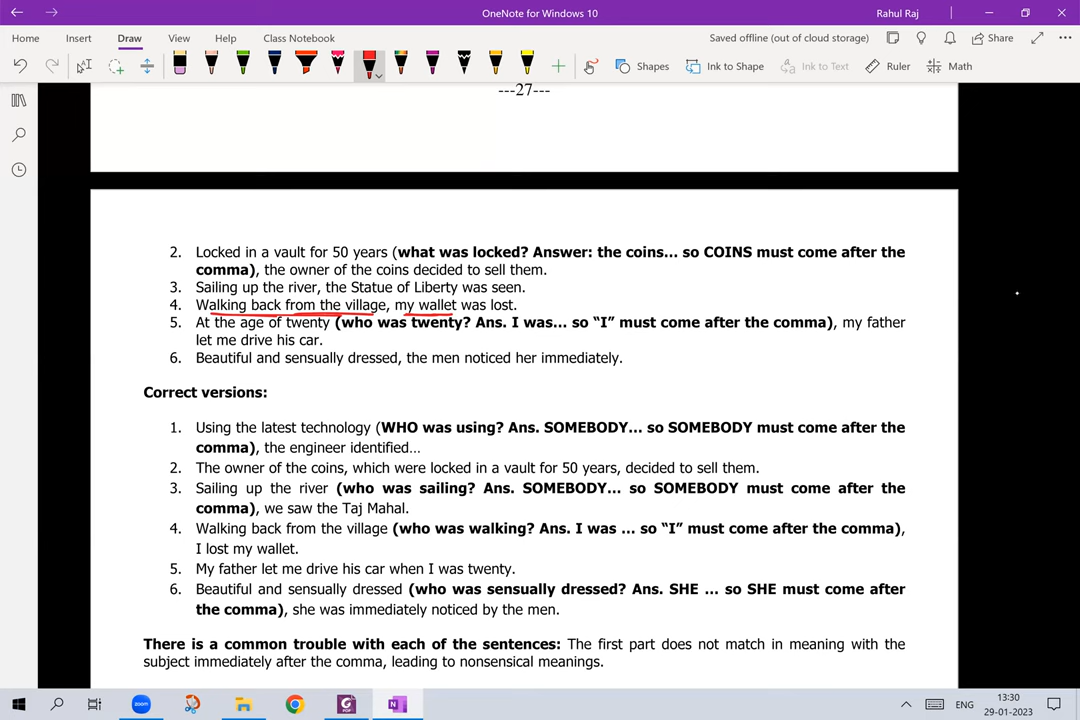 OneNote for Windows 10
Rahul Raj
Home Insert Draw View Help Class Notebook
Saved offline (out of cloud storage)
Share
Shapes
Ink to Shape
Ink to Text
Ruler
Math
---27---
2. Locked in a vault for 50 years (what was locked? Answer: the coins... so COINS must come after the
comma), the owner of the coins decided to sell them.
3. Sailing up the river, the Statue of Liberty was seen.
4. Walking back from the village, my wallet was lost.
5. At the age of twenty (who was twenty? Ans. I was... so “I” must come after the comma), my father
let me drive his car.
6. Beautiful and sensually dressed, the men noticed her immediately.
Correct versions:
1. Using the latest technology (WHO was using? Ans. SOMEBODY... so SOMEBODY must come after the
comma), the engineer identified...
2. The owner of the coins, which were locked in a vault for 50 years, decided to sell them.
3. Sailing up the river (who was sailing? Ans. SOMEBODY... so SOMEBODY must come after the
comma), we saw the Taj Mahal.
4. Walking back from the village (who was walking? Ans. I was ... so “I” must come after the comma),
I lost my wallet.
5. My father let me drive his car when I was twenty.
6. Beautiful and sensually dressed (who was sensually dressed? Ans. SHE ... so SHE must come after
the comma), she was immediately noticed by the men.
There is a common trouble with each of the sentences: The first part does not match in meaning with the
subject immediately after the comma, leading to nonsensical meanings.
zoom
PDF
ENG
13:30
29-01-2023